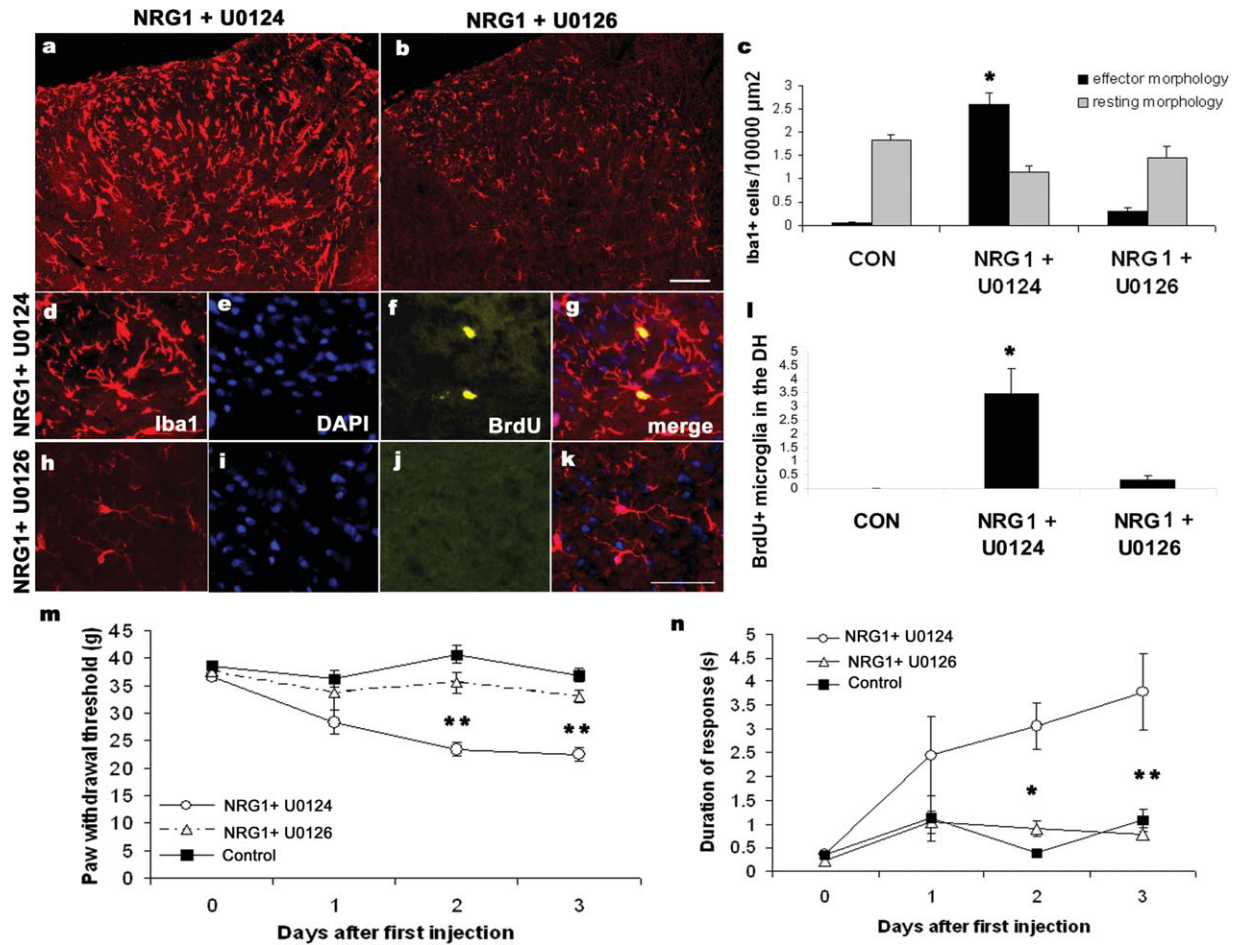 NRG1 + U0124
NRG1 + U0126
a
b
c
Iba1+ cells/10000 µm2
3
2.5
2
1.5
1
0.5
0
*
effector morphology
resting morphology
CON
NRG1 +
U0124
NRG1 +
U0126
NRG1+ U0124
d
Iba1
e
DAPI
f
BrdU
g
merge
NRG1+ U0126
h
i
j
k
l
BrdU+ microglia in the DH
5
4.5
4
3.5
3
2.5
2
1.5
1
0.5
0
*
CON
NRG1 +
U0124
NRG1 +
U0126
m
Paw withdrawal threshold (g)
45
40
35
30
25
20
15
10
5
0
**
**
NRG1+ U0124
NRG1+ U0126
Control
0
1
2
3
Days after first injection
n
Duration of response (s)
5
4.5
4
3.5
3
2.5
2
1.5
1
0.5
0
NRG1+ U0124
NRG1+ U0126
Control
*
**
0
1
2
3
Days after first injection